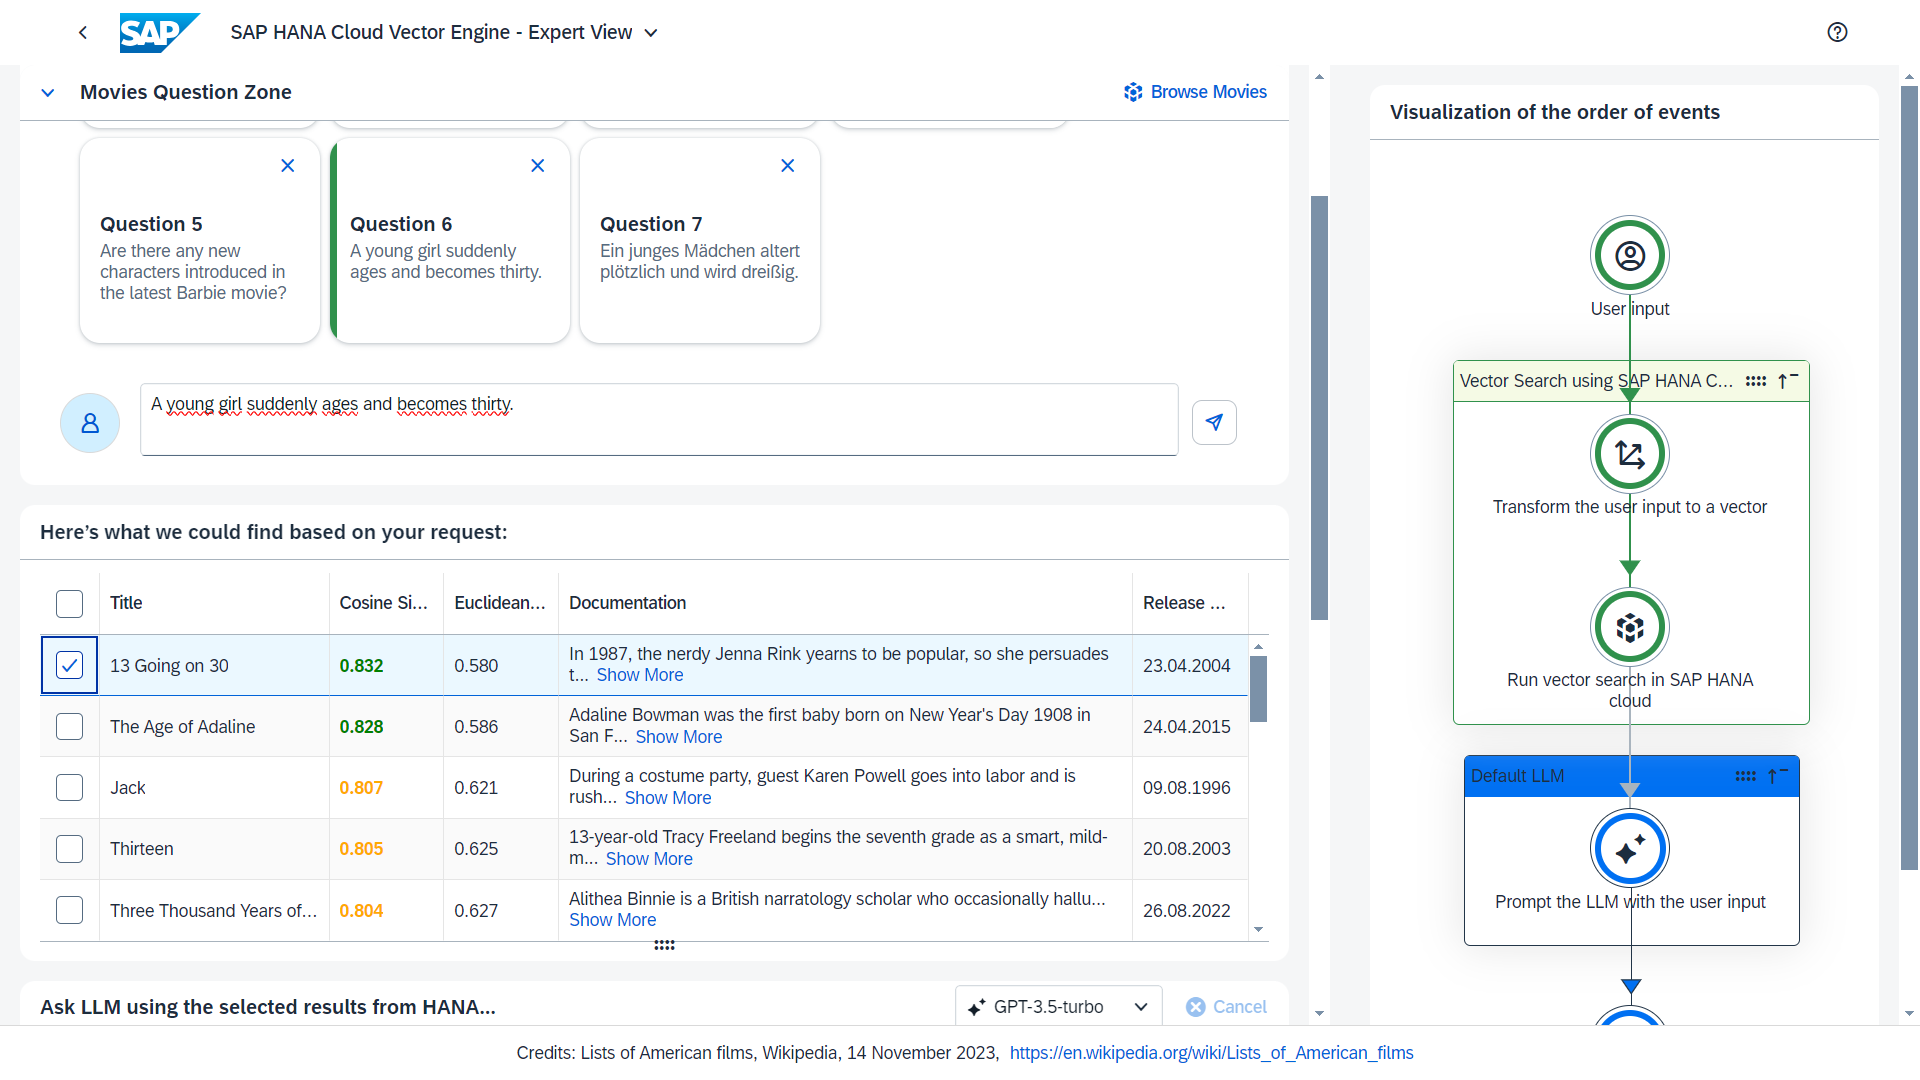 SAP
SAP HANA Cloud Vector Engine - Expert View
Movies Question Zone
Browse Movies
Question 5
Are there any new
characters introduced in
the latest Barbie movie?
Question 6
A young girl suddenly
ages and becomes thirty.
Question 7
Ein junges Mädchen altert
plötzlich und wird dreißig.
A young girl suddenly ages and becomes thirty.
Here’s what we could find based on your request:
Title
Cosine Si...
Euclidean...
Documentation
Release ...
13 Going on 30
0.832
0.580
In 1987, the nerdy Jenna Rink yearns to be popular, so she persuades
t... Show More
23.04.2004
The Age of Adaline
0.828
0.586
Adaline Bowman was the first baby born on New Year's Day 1908 in
San F... Show More
24.04.2015
Jack
0.807
0.621
During a costume party, guest Karen Powell goes into labor and is
rush... Show More
09.08.1996
Thirteen
0.805
0.625
13-year-old Tracy Freeland begins the seventh grade as a smart, mild-
m... Show More
20.08.2003
Three Thousand Years of...
0.804
0.627
Alithea Binnie is a British narratology scholar who occasionally hallu...
Show More
26.08.2022
Ask LLM using the selected results from HANA...
GPT-3.5-turbo
Cancel
Visualization of the order of events
User input
Vector Search using SAP HANA C...
Transform the user input to a vector
Run vector search in SAP HANA
cloud
Default LLM
Prompt the LLM with the user input
Credits: Lists of American films, Wikipedia, 14 November 2023, https://en.wikipedia.org/wiki/Lists_of_American_films